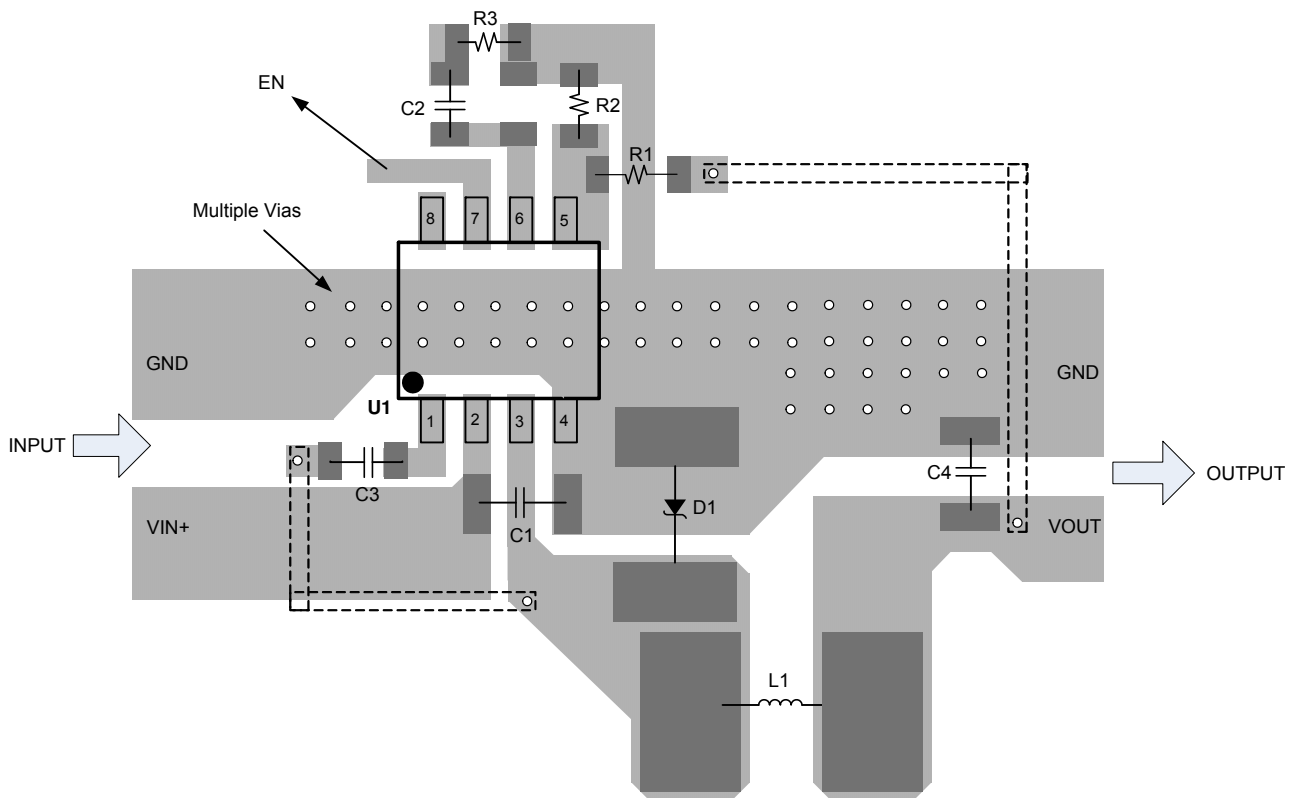 R3
EN
C2
R2
R1
Multiple Vias
8
7
6
5
GND
GND
U1
1
2
3
4
INPUT
C3
C4
OUTPUT
VIN+
C1
D1
VOUT
L1